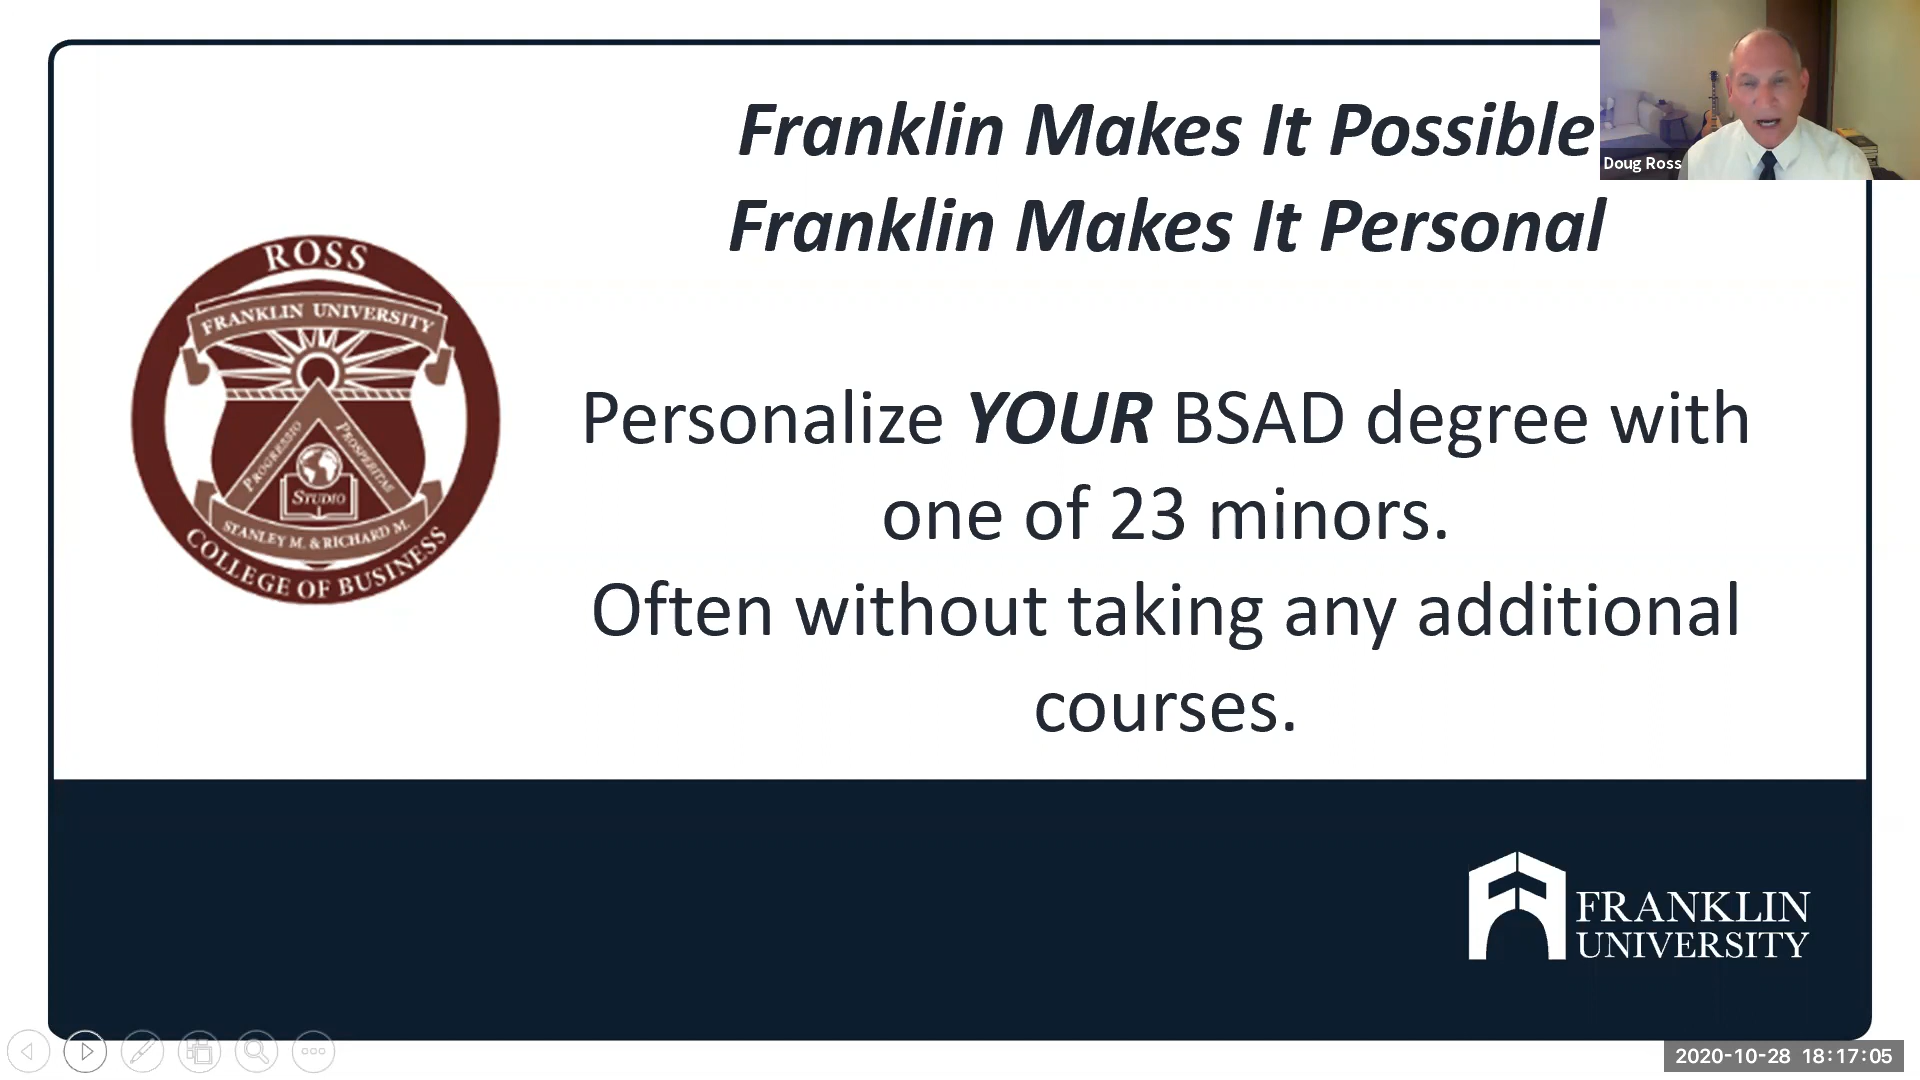 Franklin Makes It Possible
Franklin Makes It Personal
Doug Ross
ROSS
FRANKLIN UNIVERSITY
PROGRESSIO
PROSPERITAS
STUDIO
STANLEY M. & RICHARD M.
COLLEGE OF BUSINESS
Personalize YOUR BSAD degree with
one of 23 minors.
Often without taking any additional
courses.
FRANKLIN
UNIVERSITY
2020-10-28 18:17:05